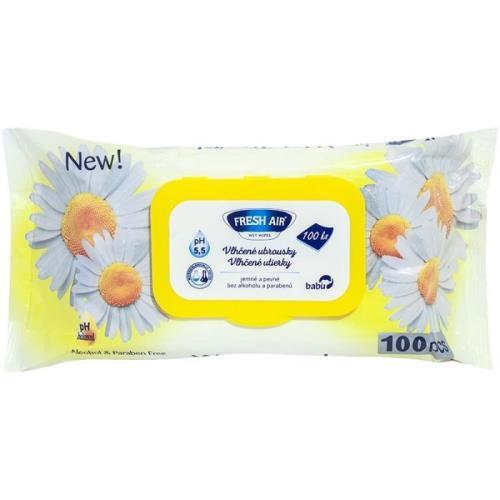 New!
FRESH AIR
WET WIPES
100 ks
pH
5,5
Vlhčené ubrousky
Vlhčené utierky
jemné a pevné
bez alkoholu a parabenů
babu
pH
Alcohol & Paraben Free
100 pcs